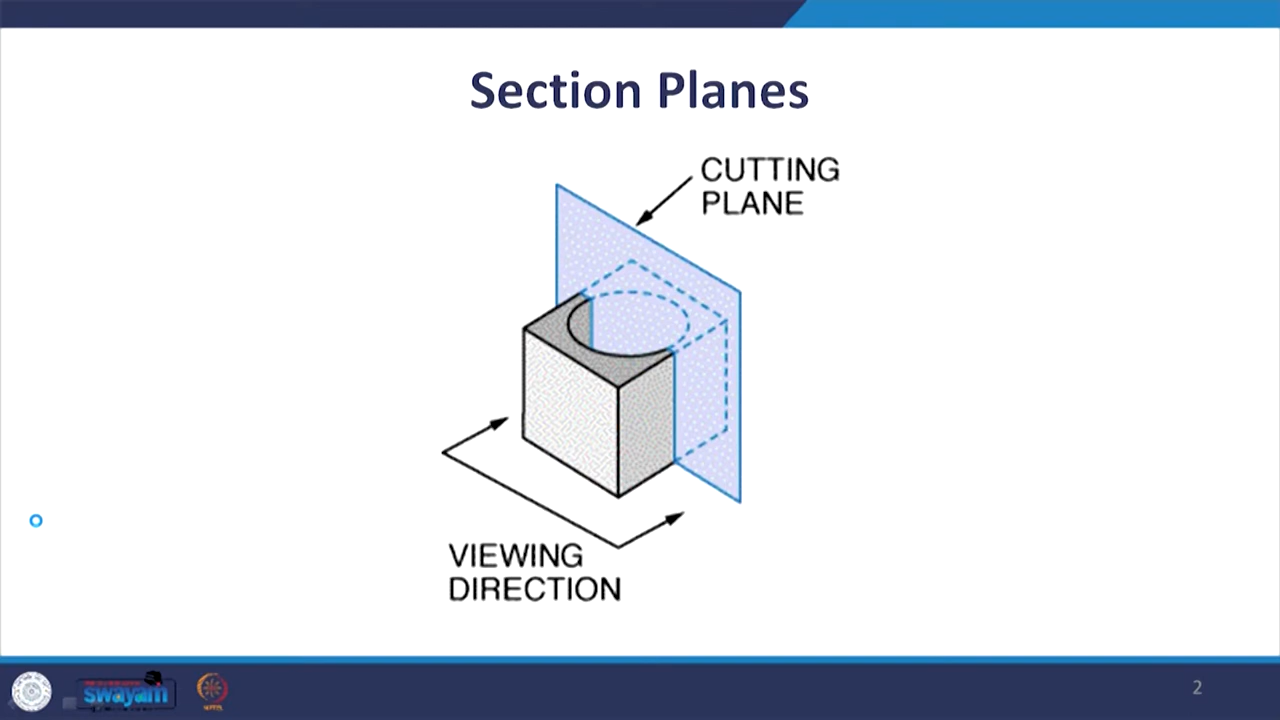 Section Planes
CUTTING
PLANE
VIEWING
DIRECTION
swayam
2